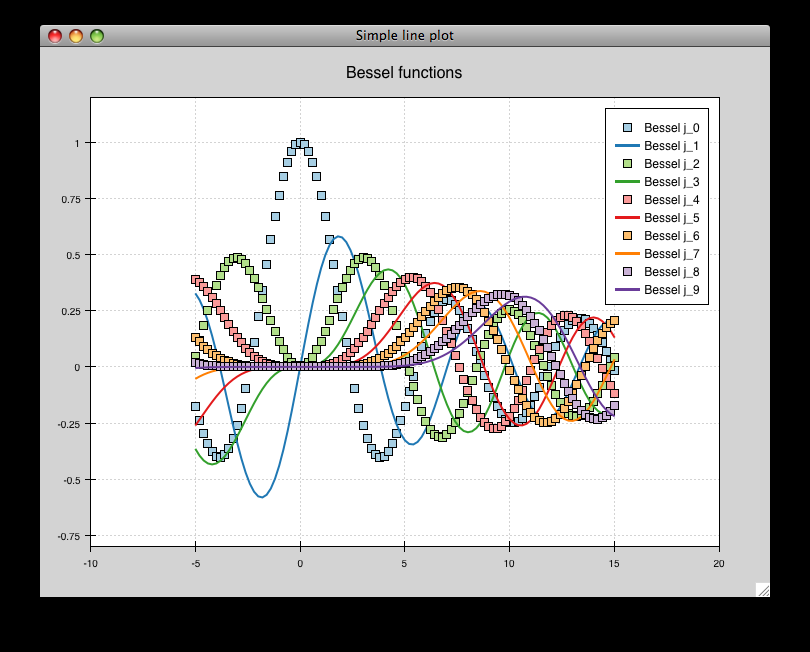 Simple line plot
Bessel functions
Bessel j_0
Bessel j_1
Bessel j_2
Bessel j_3
Bessel j_4
Bessel j_5
Bessel j_6
Bessel j_7
Bessel j_8
Bessel j_9
1
0.75
0.5
0.25
0
-0.25
-0.5
-0.75
-10 -5 0 5 10 15 20